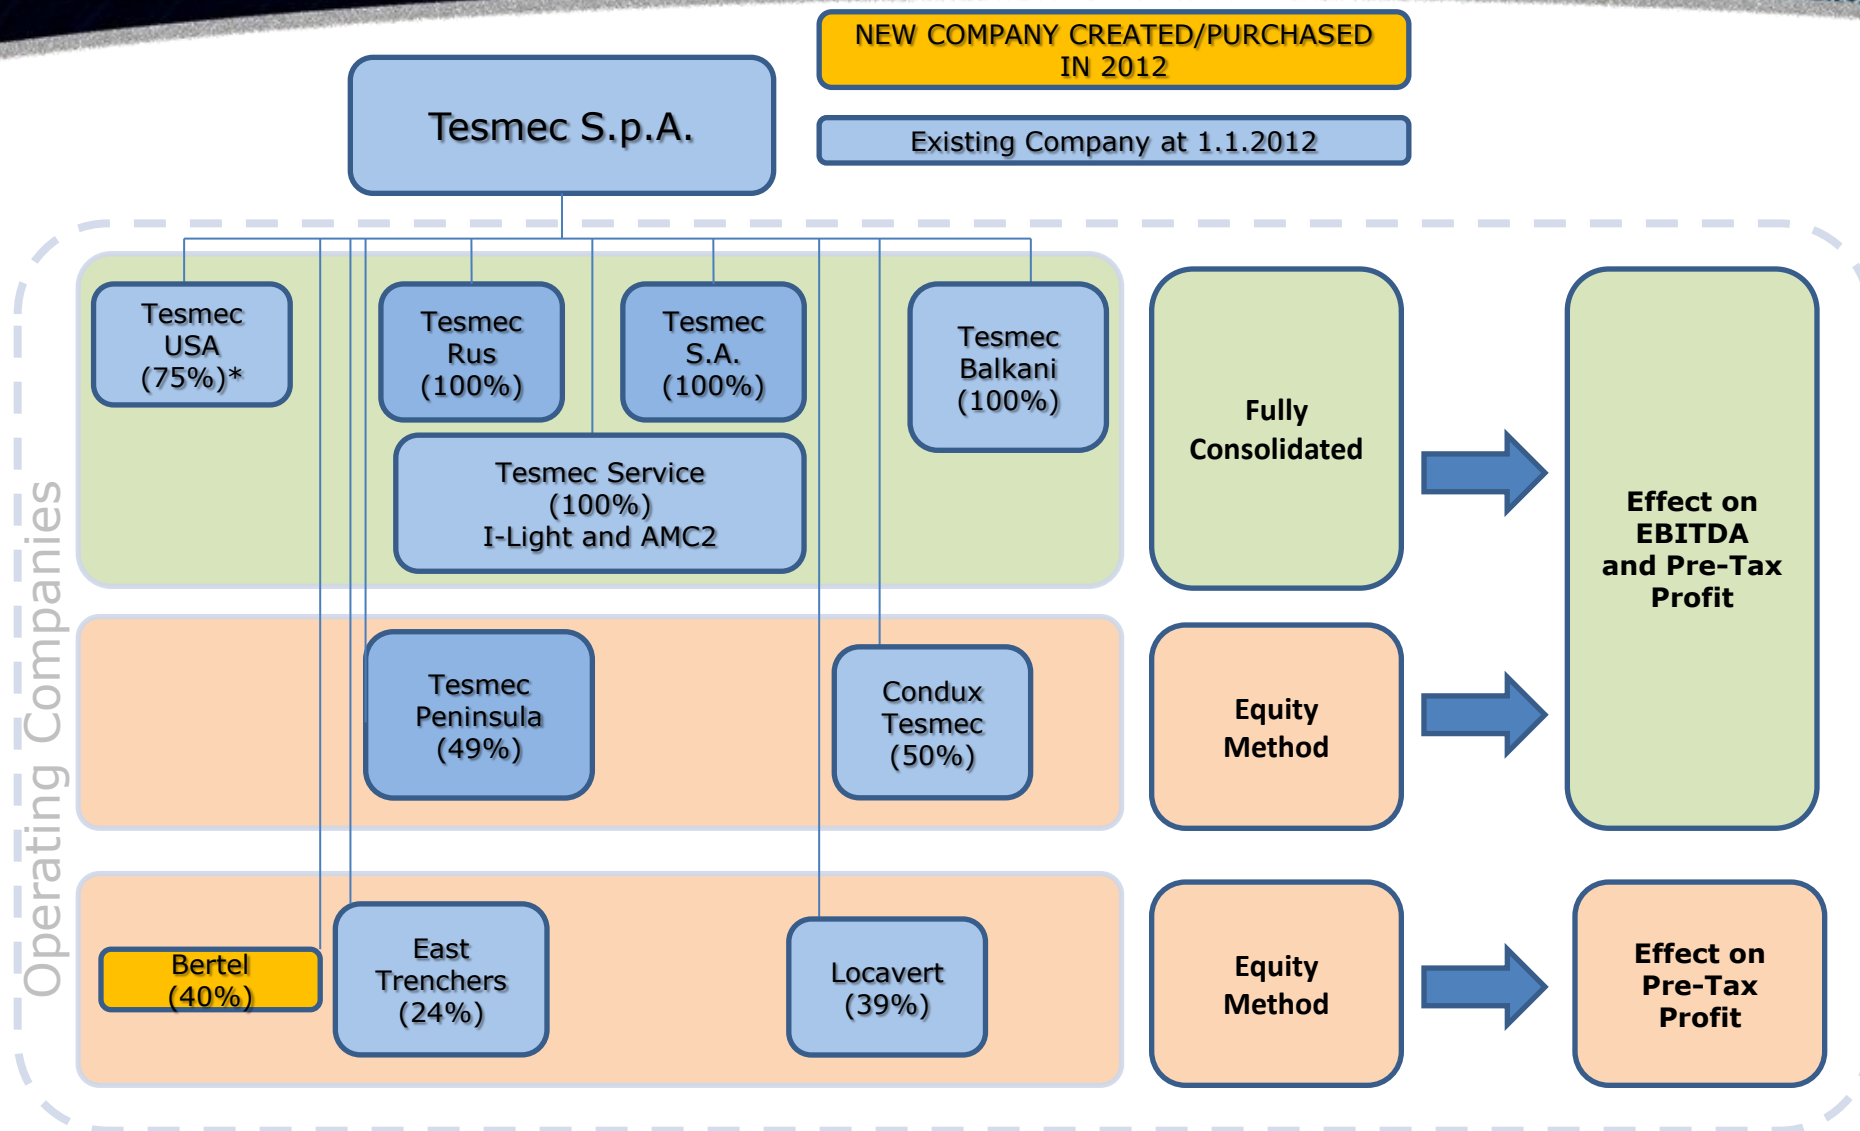 NEW COMPANY CREATED/PURCHASED
IN 2012
Tesmec S.p.A.
Existing Company at 1.1.2012
Operating Companies
Tesmec
USA
(75%)*
Tesmec
Rus
(100%)
Tesmec
S.A.
(100%)
Tesmec
Balkani
(100%)
Tesmec Service
(100%)
I-Light and AMC2
Fully
Consolidated
Effect on
EBITDA
and Pre-Tax
Profit
Tesmec
Peninsula
(49%)
Condux
Tesmec
(50%)
Equity
Method
Bertel
(40%)
East
Trenchers
(24%)
Locavert
(39%)
Equity
Method
Effect on
Pre-Tax
Profit